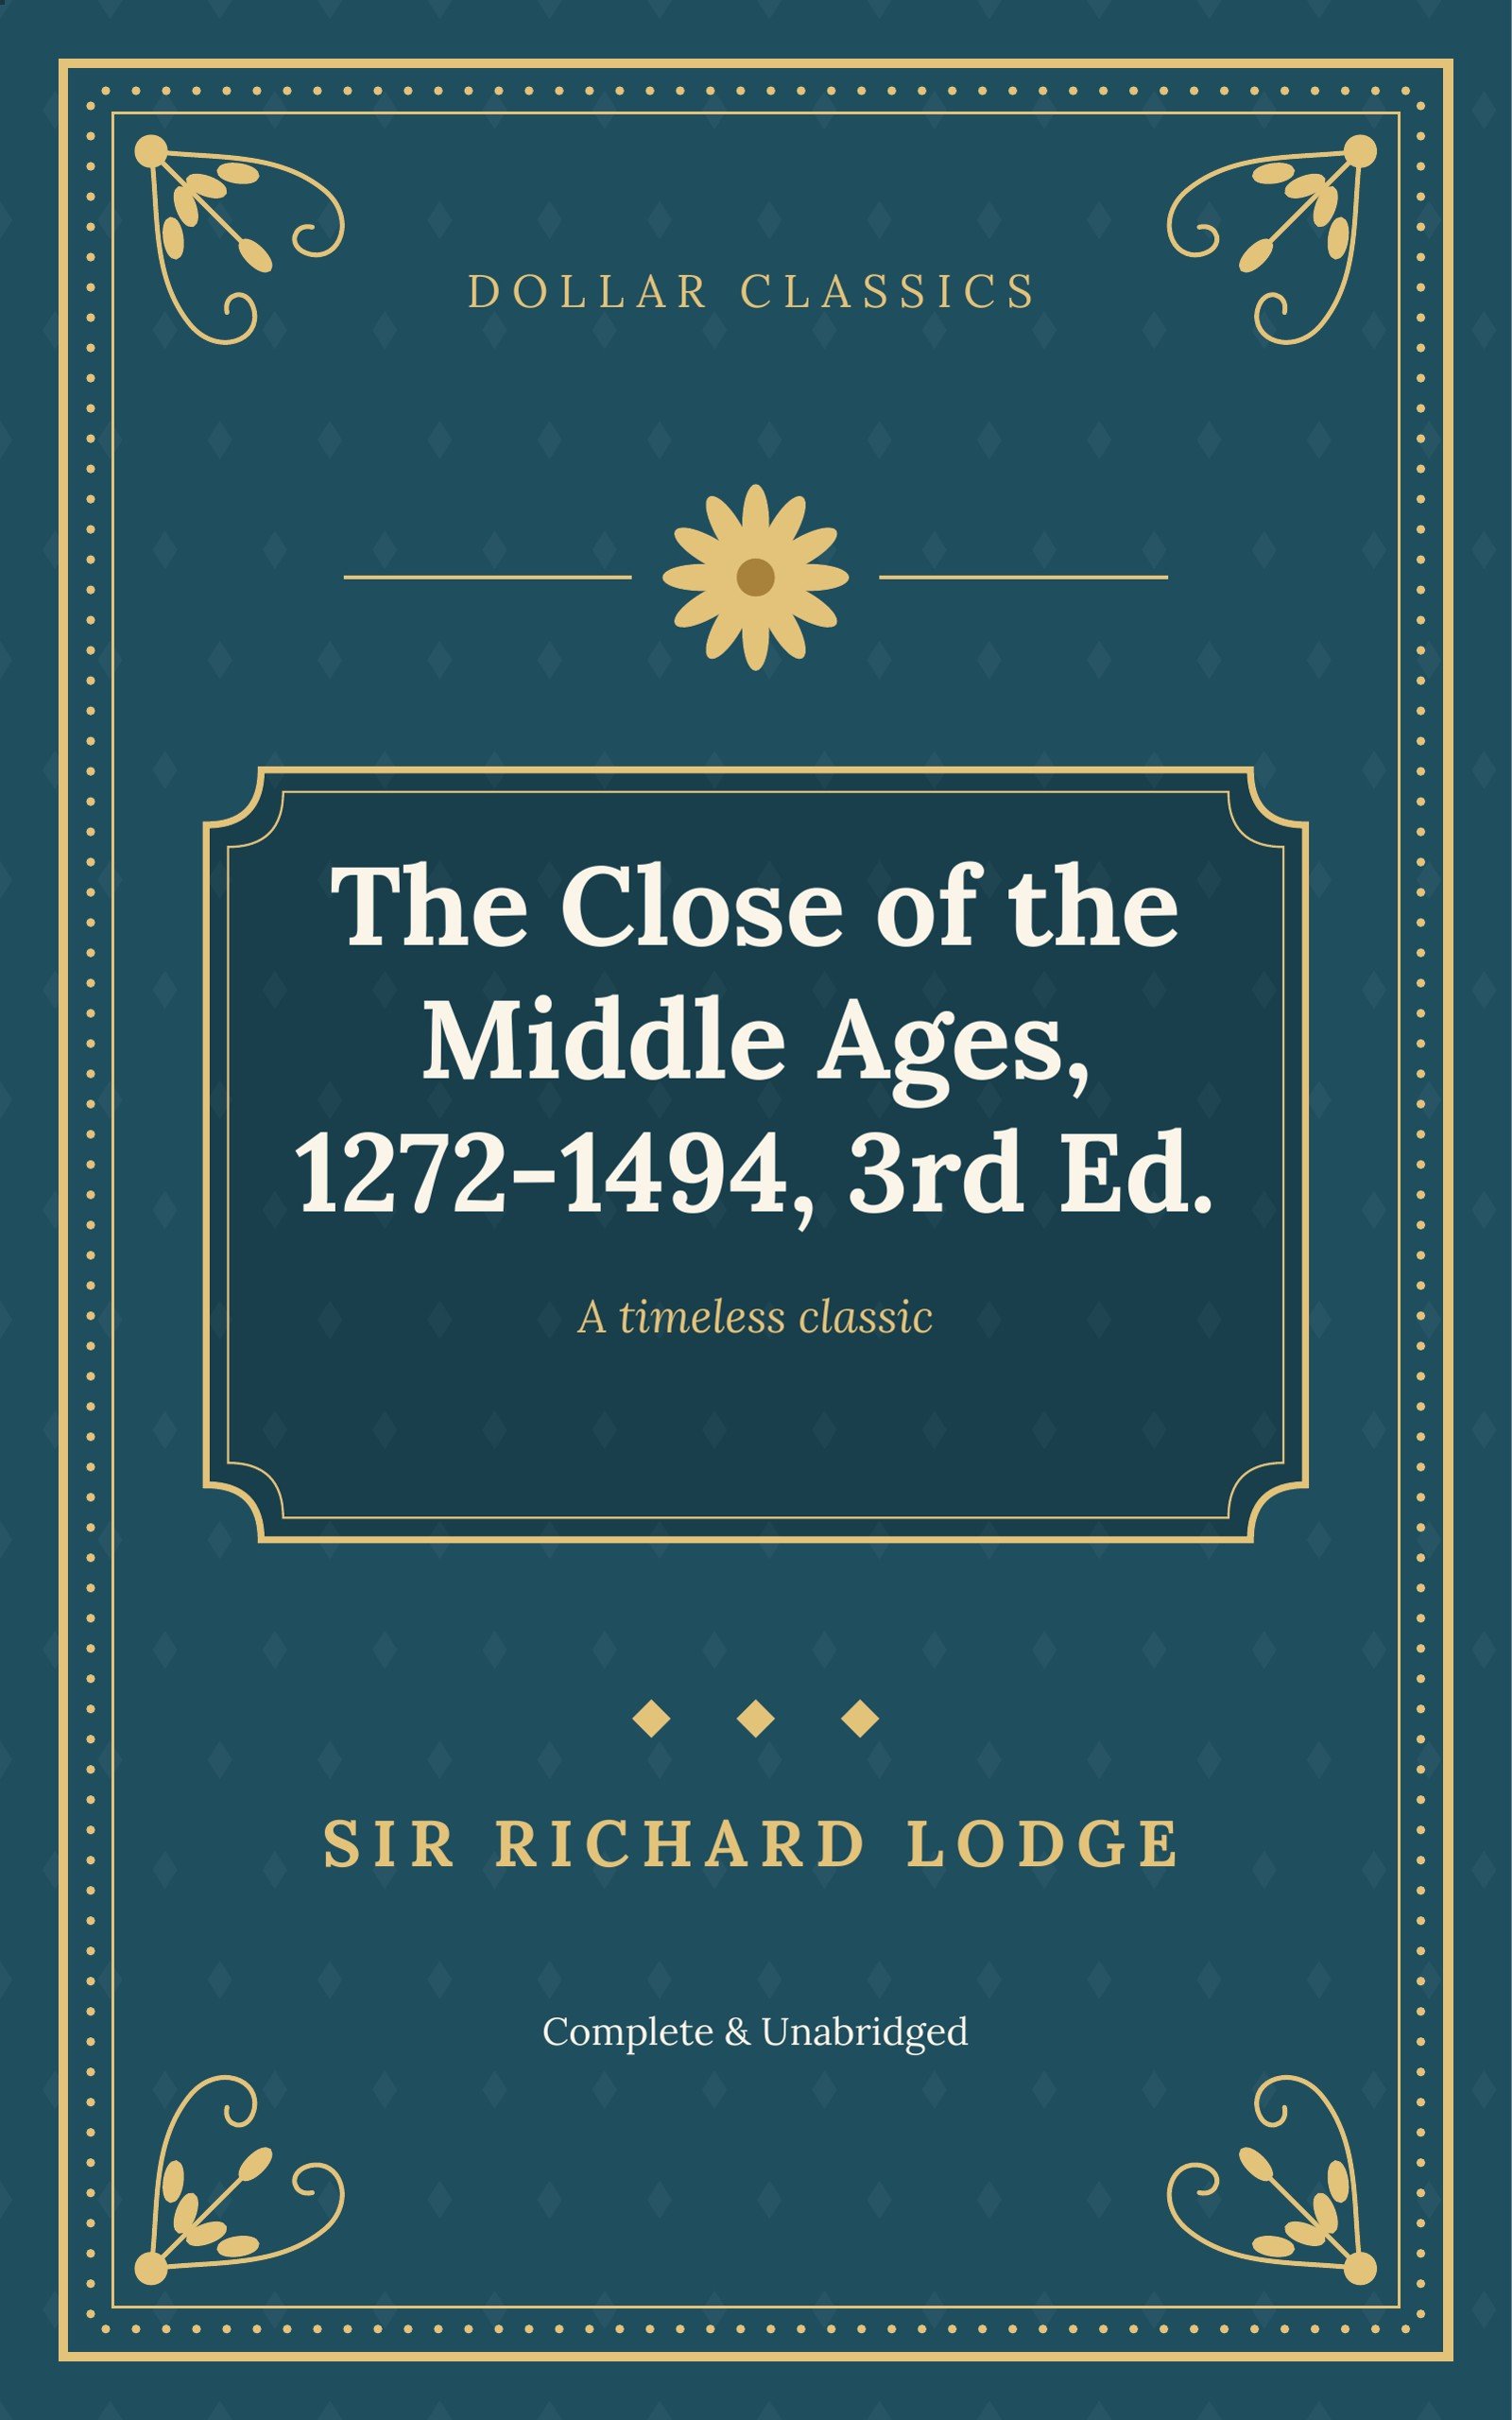 DOLLAR CLASSICS
The Close of the
Middle Ages,
1272–1494, 3rd Ed.
A timeless classic
SIR RICHARD LODGE
Complete & Unabridged